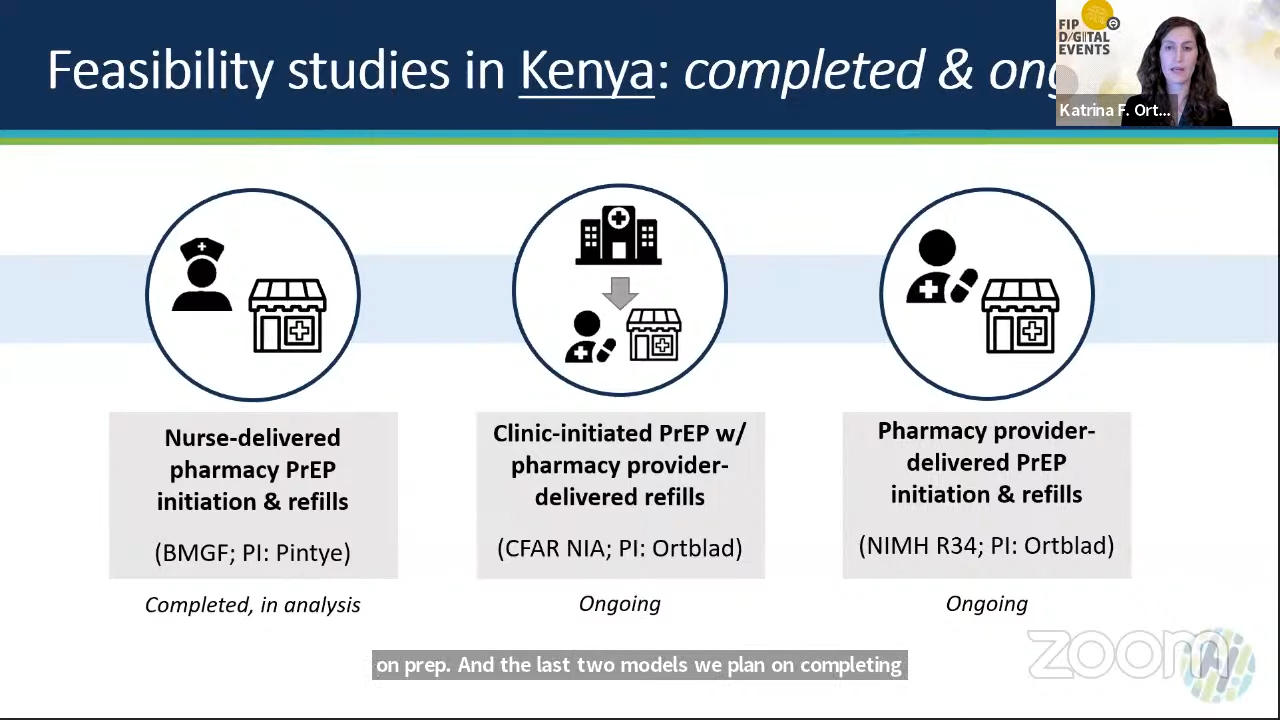 Feasibility studies in Kenya: completed & ong
FIP
D/GITAL
EVENTS
Katrina F. Ort...
Nurse-delivered
pharmacy PrEP
initiation & refills
(BMGF; PI: Pintye)
Completed, in analysis
Clinic-initiated PrEP w/
pharmacy provider-
delivered refills
(CFAR NIA; PI: Ortblad)
Ongoing
Pharmacy provider-
delivered PrEP
initiation & refills
(NIMH R34; PI: Ortblad)
Ongoing
zoom
on prep. And the last two models we plan on completing